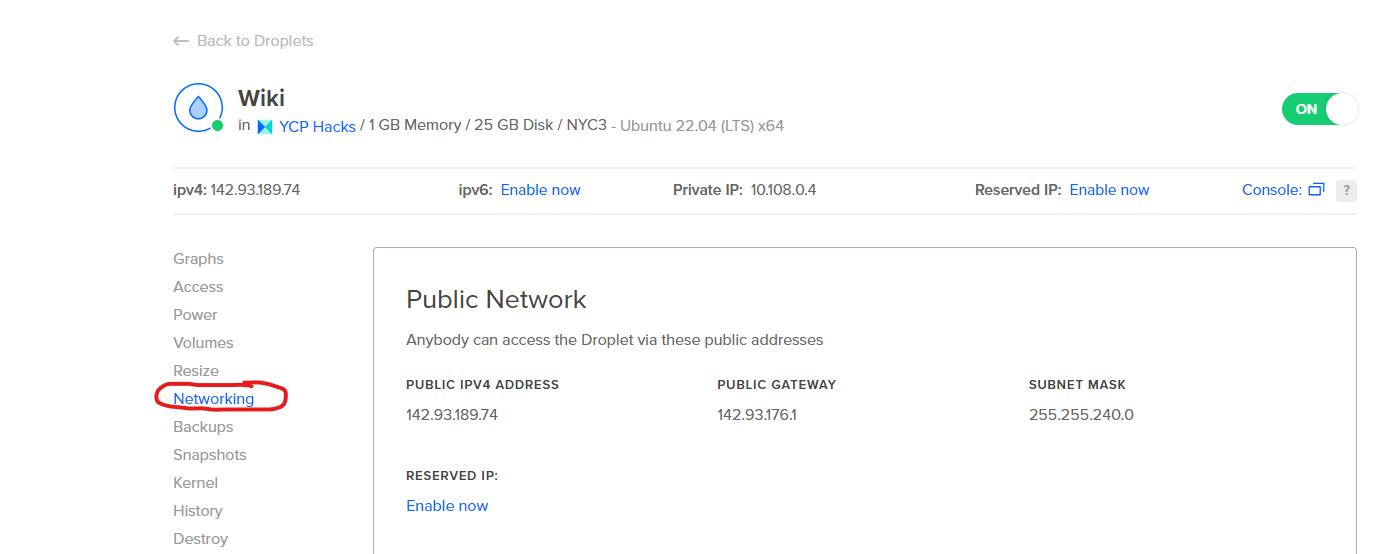 ← Back to Droplets
Wiki
ON
in YCP Hacks / 1 GB Memory / 25 GB Disk / NYC3 - Ubuntu 22.04 (LTS) x64
ipv4: 142.93.189.74 ipv6: Enable now Private IP: 10.108.0.4 Reserved IP: Enable now Console: ?
Graphs
Access
Power
Volumes
Resize
Networking
Backups
Snapshots
Kernel
History
Destroy
Public Network
Anybody can access the Droplet via these public addresses
PUBLIC IPV4 ADDRESS PUBLIC GATEWAY SUBNET MASK
142.93.189.74 142.93.176.1 255.255.240.0
RESERVED IP:
Enable now